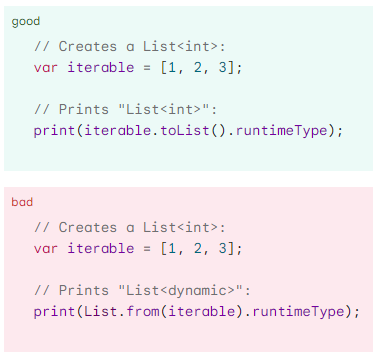 good
// Creates a List<int>:
var iterable = [1, 2, 3];
// Prints "List<int>":
print(iterable.toList().runtimeType);
bad
// Creates a List<int>:
var iterable = [1, 2, 3];
// Prints "List<dynamic>":
print(List.from(iterable).runtimeType);